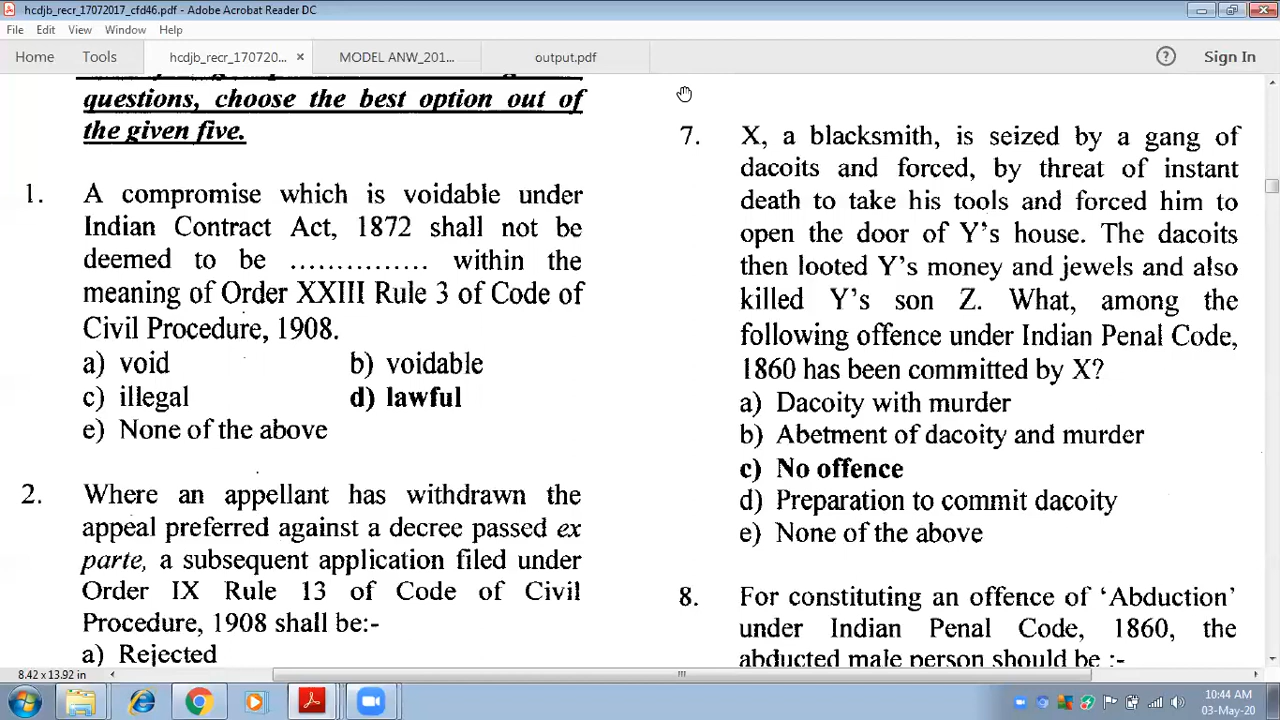 hcdjb_recr_17072017_cfd46.pdf - Adobe Acrobat Reader DC
File Edit View Window Help
Home Tools hcdjb_recr_170720... × MODEL ANW_201... output.pdf Sign In
questions, choose the best option out of
the given five.
1. A compromise which is voidable under
Indian Contract Act, 1872 shall not be
deemed to be ............... within the
meaning of Order XXIII Rule 3 of Code of
Civil Procedure, 1908.
a) void b) voidable
c) illegal d) lawful
e) None of the above
2. Where an appellant has withdrawn the
appeal preferred against a decree passed ex
parte, a subsequent application filed under
Order IX Rule 13 of Code of Civil
Procedure, 1908 shall be:-
a) Rejected
7. X, a blacksmith, is seized by a gang of
dacoits and forced, by threat of instant
death to take his tools and forced him to
open the door of Y's house. The dacoits
then looted Y's money and jewels and also
killed Y's son Z. What, among the
following offence under Indian Penal Code,
1860 has been committed by X?
a) Dacoity with murder
b) Abetment of dacoity and murder
c) No offence
d) Preparation to commit dacoity
e) None of the above
8. For constituting an offence of 'Abduction'
under Indian Penal Code, 1860, the
abducted male person should be :-
8.42 x 13.92 in
10:44 AM
03-May-20